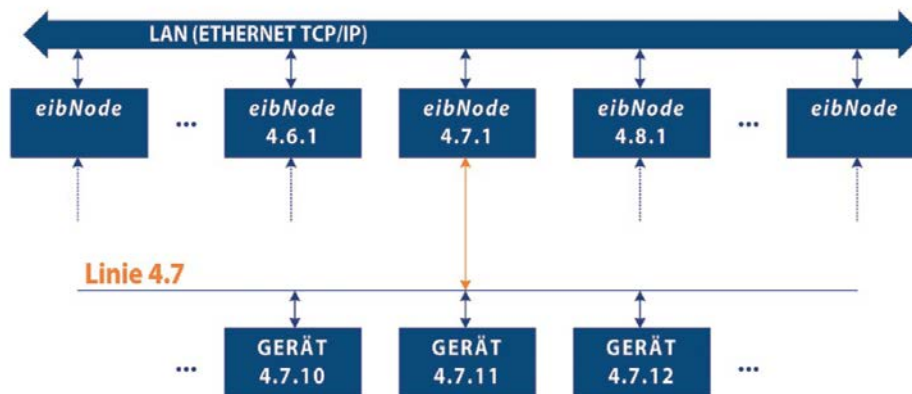 LAN (ETHERNET TCP/IP)
eibNode ... eibNode eibNode eibNode ... eibNode
4.6.1 4.7.1 4.8.1
Linie 4.7
... GERÄT GERÄT GERÄT ...
4.7.10 4.7.11 4.7.12